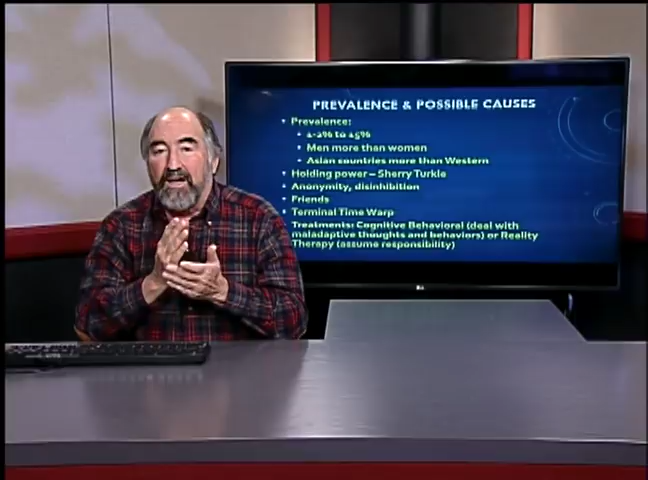 PREVALENCE & POSSIBLE CAUSES
• Prevalence:
• 1-2% to 15%
• Men more than women
• Asian countries more than Western
• Holding power – Sherry Turkle
• Anonymity, disinhibition
• Friends
• Terminal Time Warp
Treatments: Cognitive Behavioral (deal with
maladaptive thoughts and behaviors) or Reality
Therapy (assume responsibility)
LG